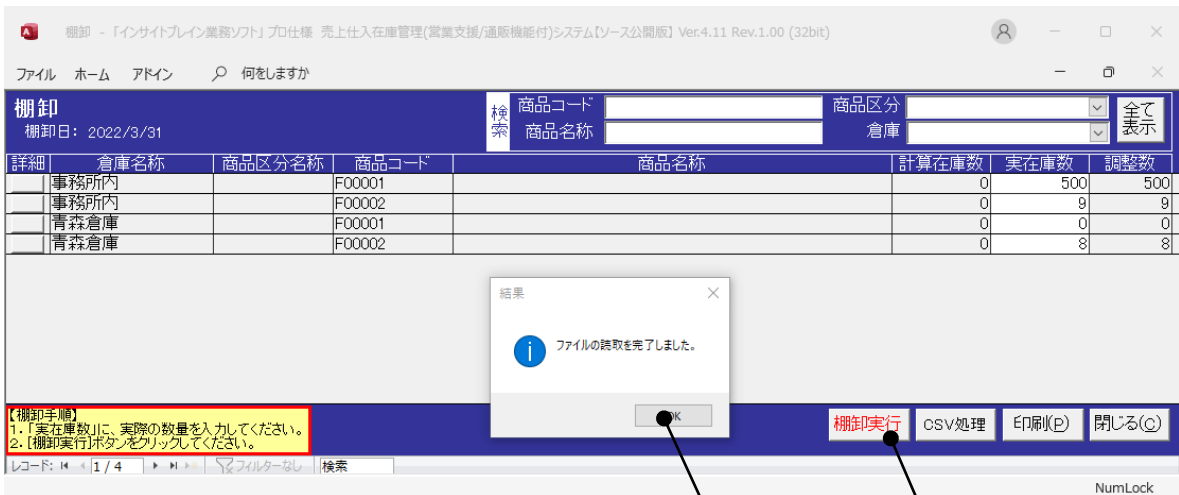 棚卸 - 「インサイトブレイン業務ソフト」 プロ仕様 売上仕入在庫管理(営業支援/通販機能付)システム【ソース公開版】 Ver.4.11 Rev.1.00 (32bit)
ファイル ホーム アドイン 何をしますか
棚卸
棚卸日: 2022/3/31
検索 商品コード 商品区分 全て表示
商品名称 倉庫
詳細 倉庫名称 商品区分名称 商品コード 商品名称 計算在庫数 実在庫数 調整数
事務所内 F00001 0 500 500
事務所内 F00002 0 9 9
青森倉庫 F00001 0 0 0
青森倉庫 F00002 0 8 8
結果
ファイルの読取を完了しました。
【棚卸手順】
1.「実在庫数」に、実際の数量を入力してください。
2.[棚卸実行]ボタンをクリックしてください。
棚卸実行 CSV処理 印刷(P) 閉じる(C)
レコード: 1 / 4 フィルターなし 検索
NumLock